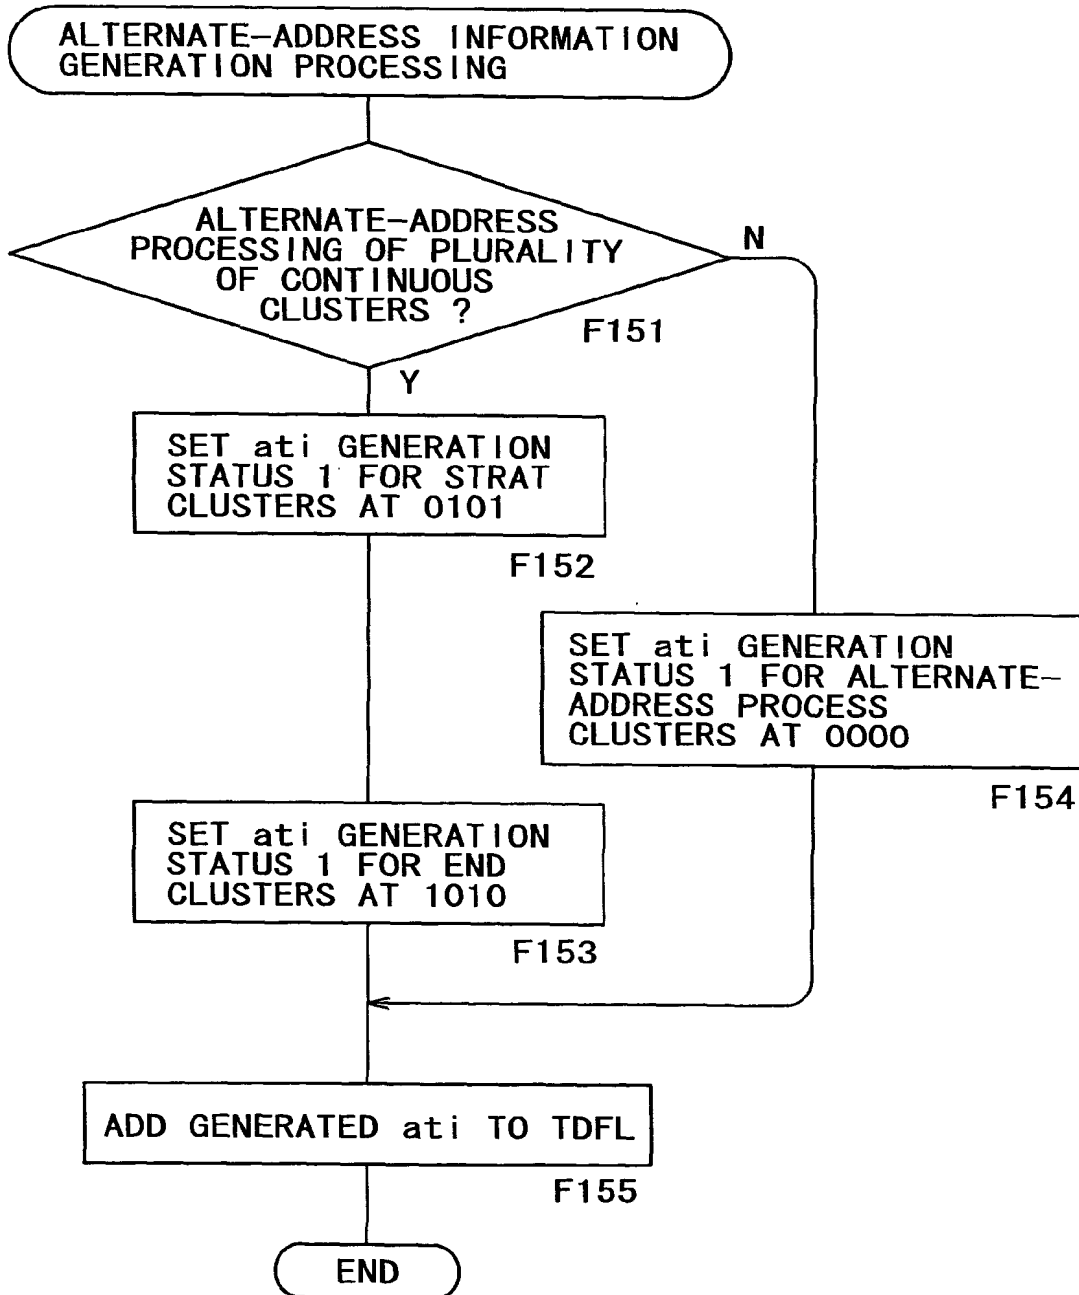 ALTERNATE-ADDRESS INFORMATION
GENERATION PROCESSING
ALTERNATE-ADDRESS
PROCESSING OF PLURALITY
OF CONTINUOUS
CLUSTERS ?
N
F151
Y
SET ati GENERATION
STATUS 1 FOR STRAT
CLUSTERS AT 0101
F152
SET ati GENERATION
STATUS 1 FOR ALTERNATE-
ADDRESS PROCESS
CLUSTERS AT 0000
F154
SET ati GENERATION
STATUS 1 FOR END
CLUSTERS AT 1010
F153
ADD GENERATED ati TO TDFL
F155
END